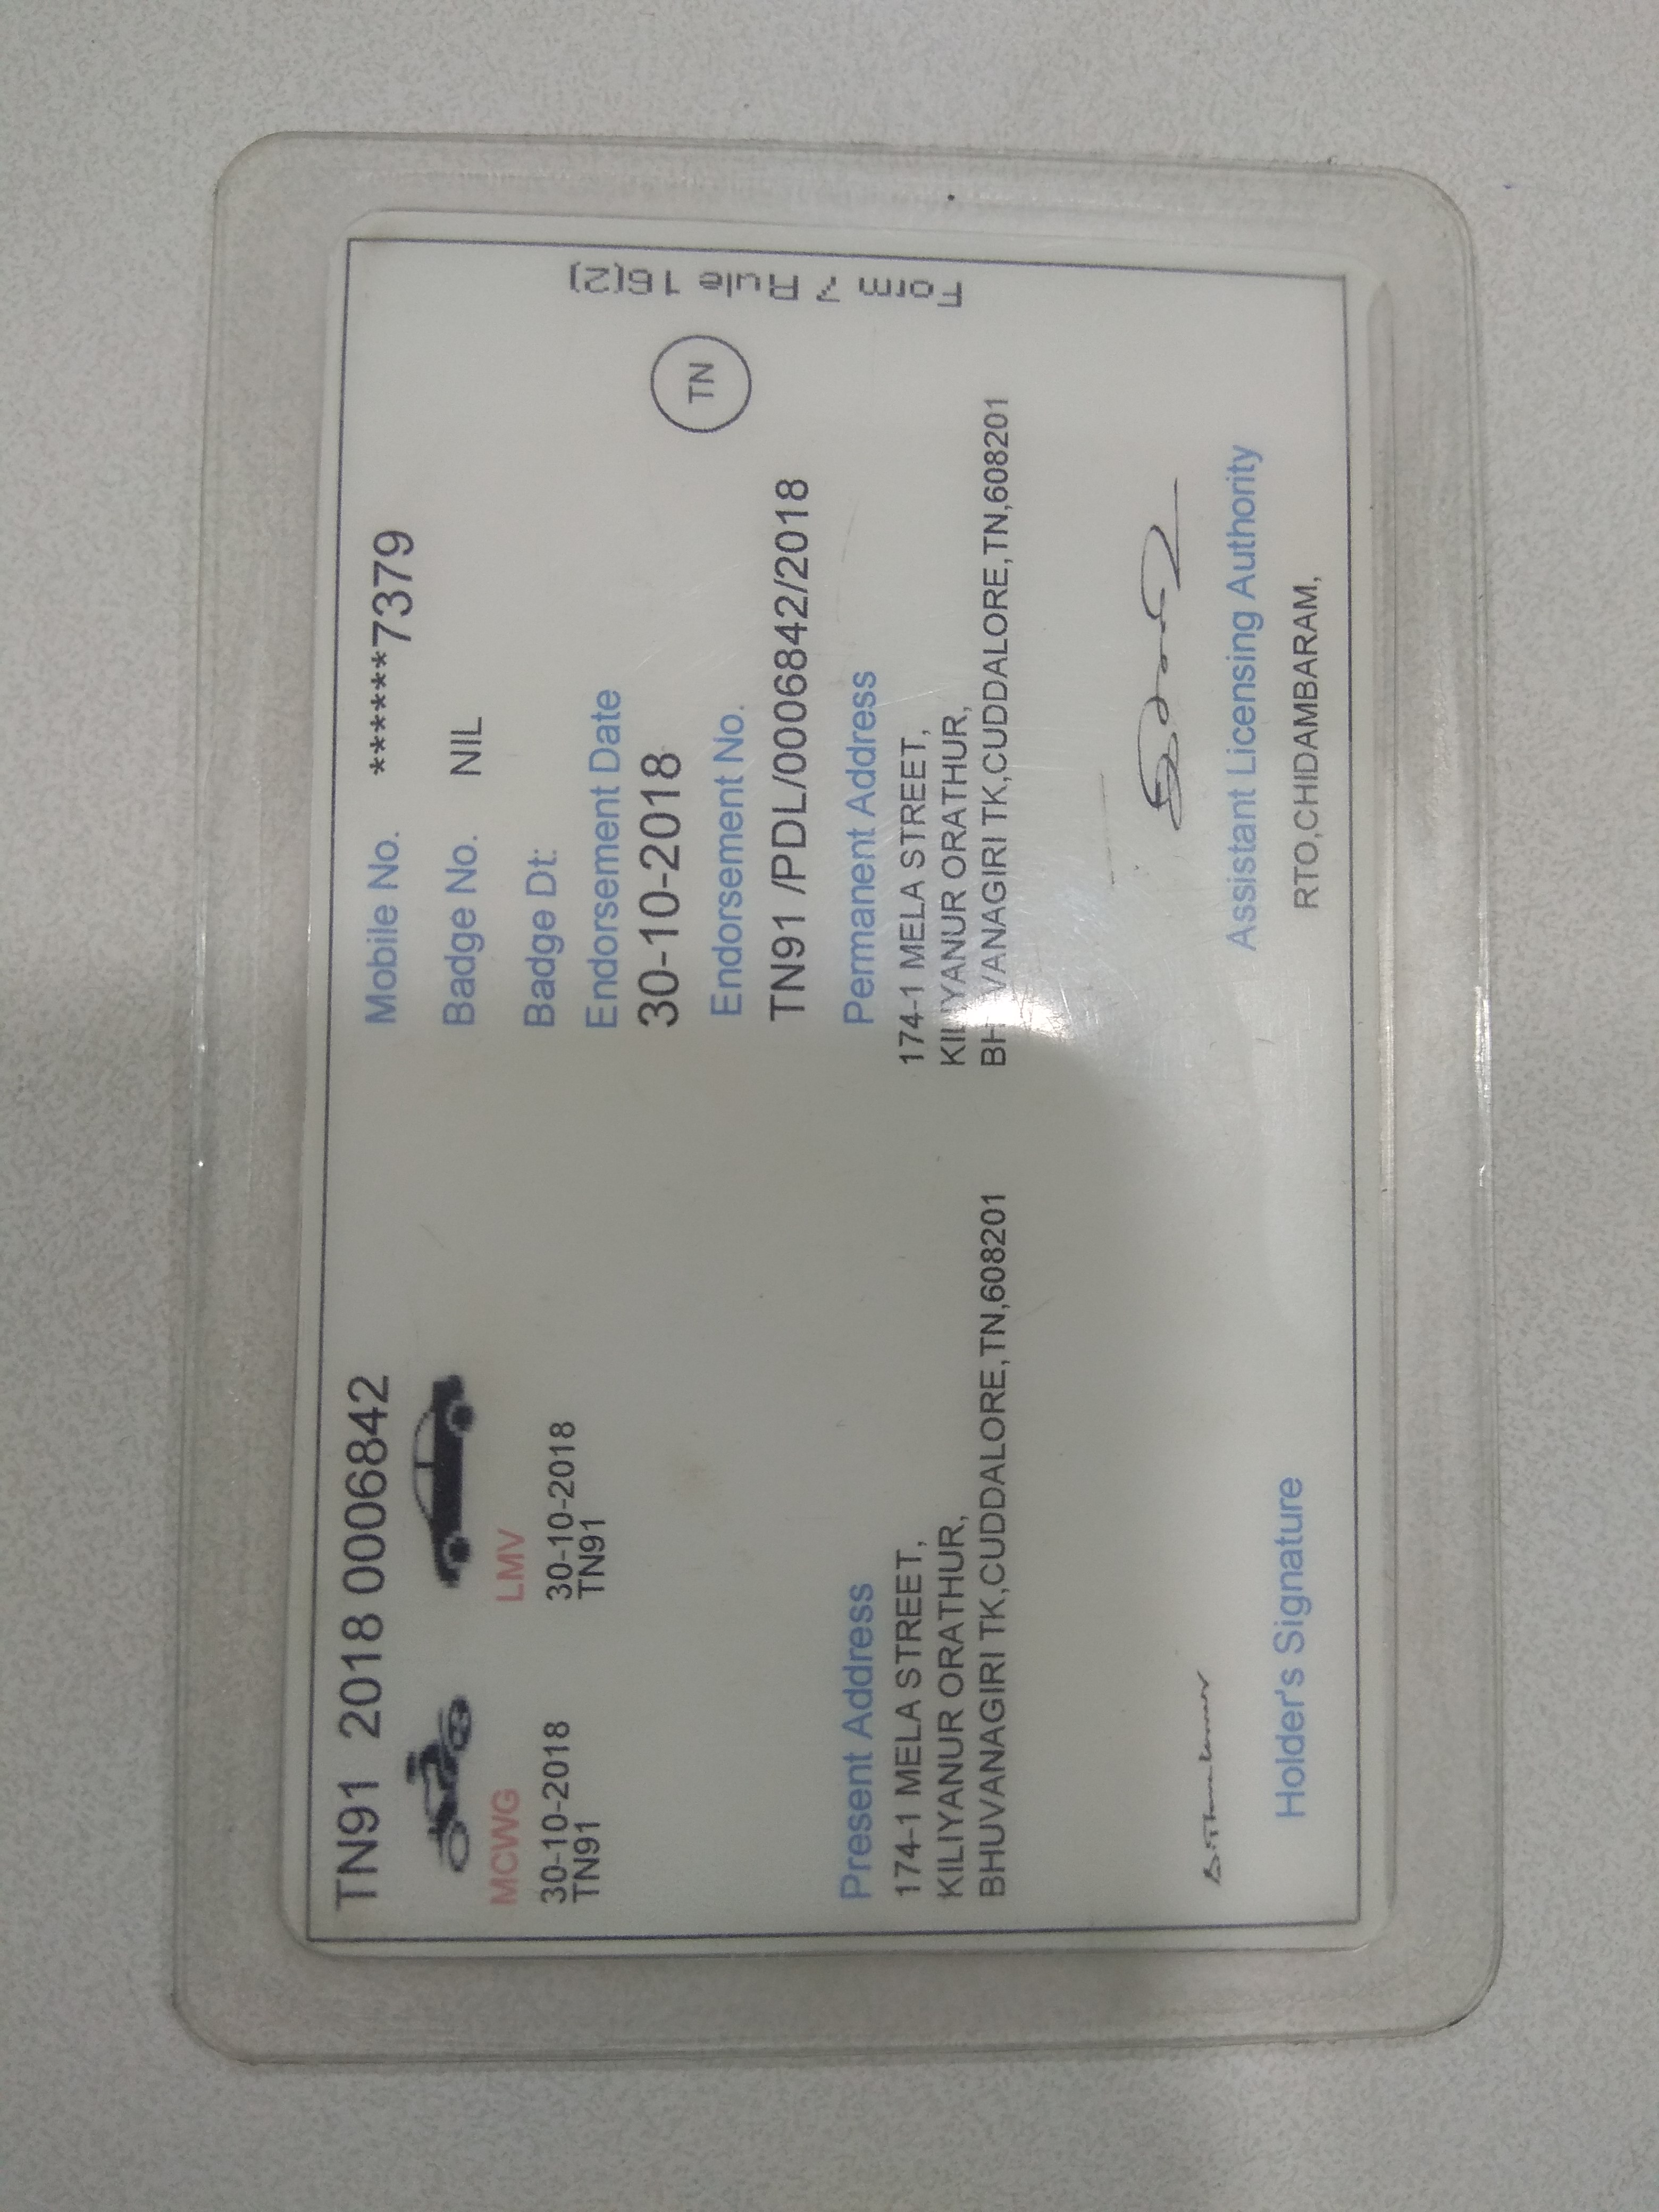 TN91 2018 0006842
MCWG
30-10-2018
TN91
LMV
30-10-2018
TN91
Mobile No. ******7379
Badge No. NIL
Badge Dt:
Endorsement Date
30-10-2018
Endorsement No.
TN91 /PDL/0006842/2018
TN
Form 7 Rule 16(2)
Present Address
174-1 MELA STREET,
KILIYANUR ORATHUR,
BHUVANAGIRI TK,CUDDALORE,TN,608201
Permanent Address
174-1 MELA STREET,
KILIYANUR ORATHUR,
BHUVANAGIRI TK,CUDDALORE,TN,608201
Holder's Signature
Assistant Licensing Authority
RTO,CHIDAMBARAM,